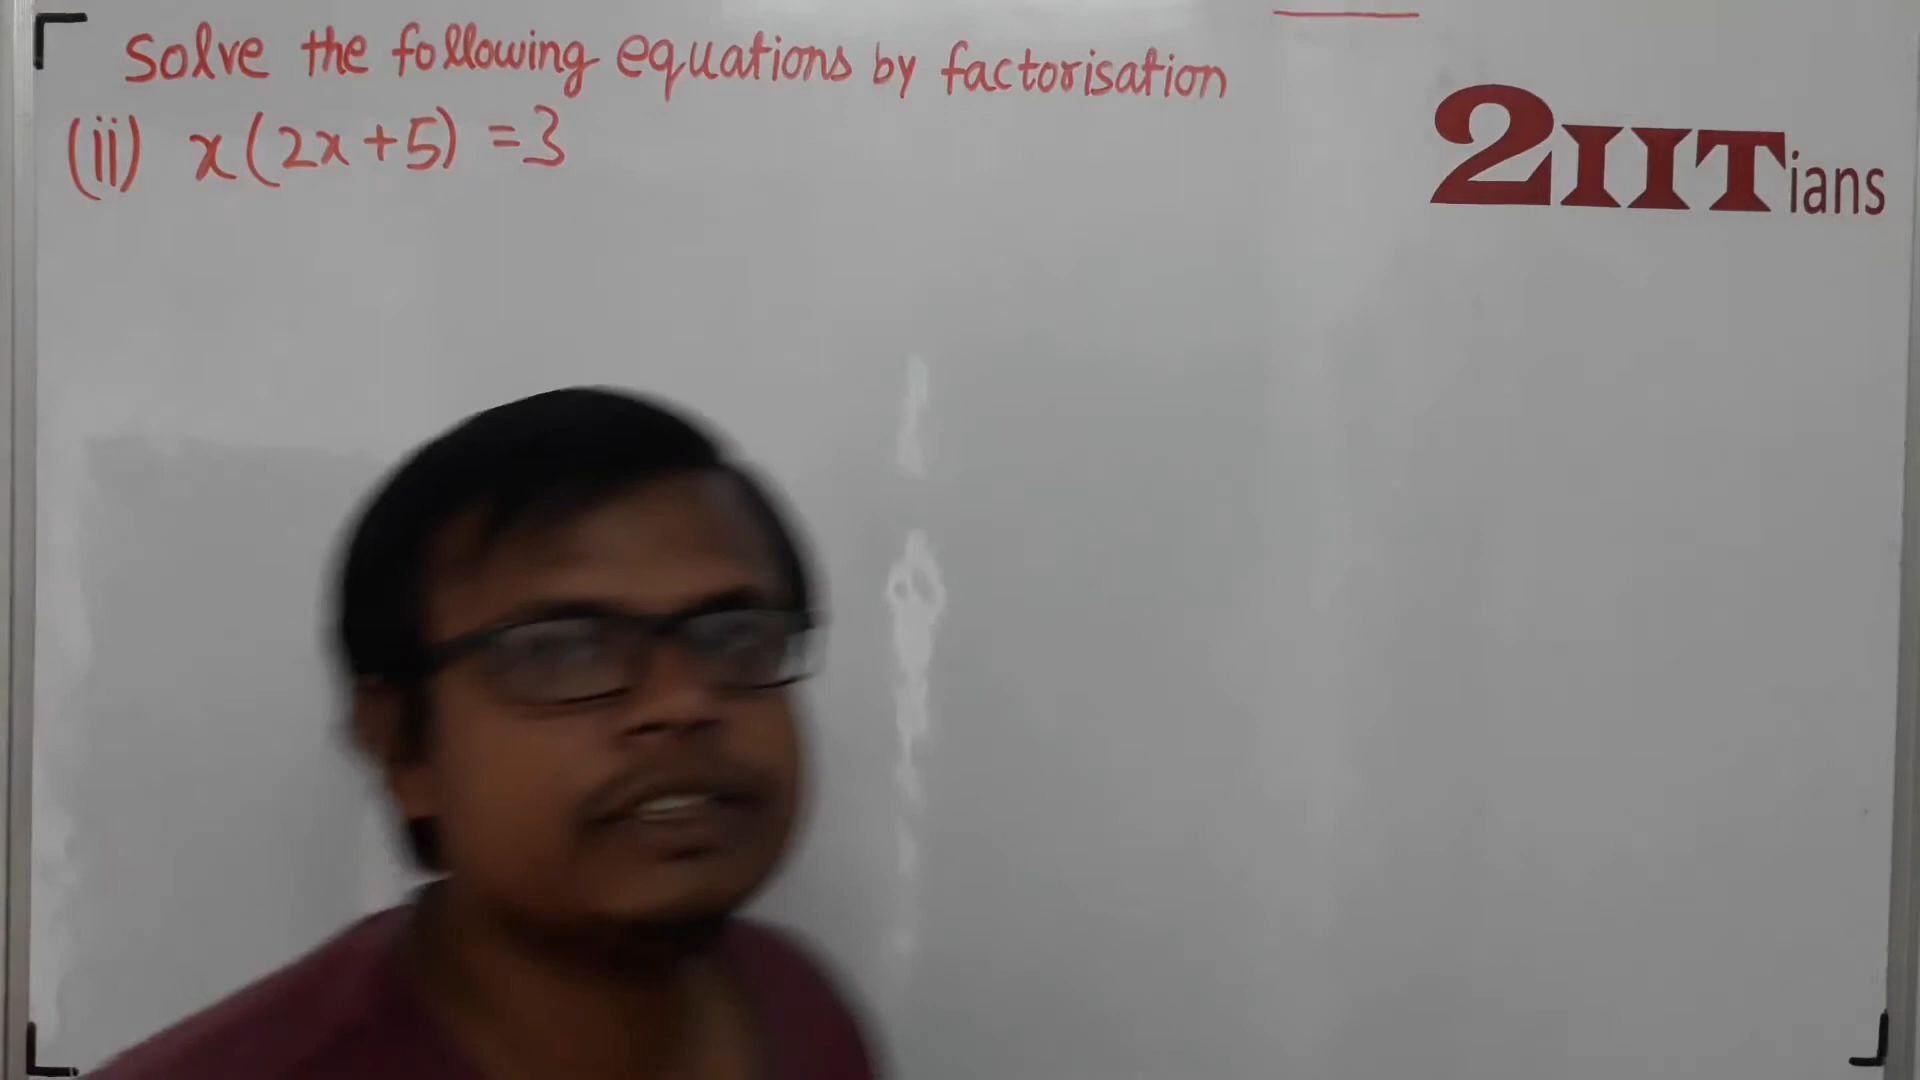 Solve the following equations by factorisation
(ii) x(2x+5) =3
2IITians